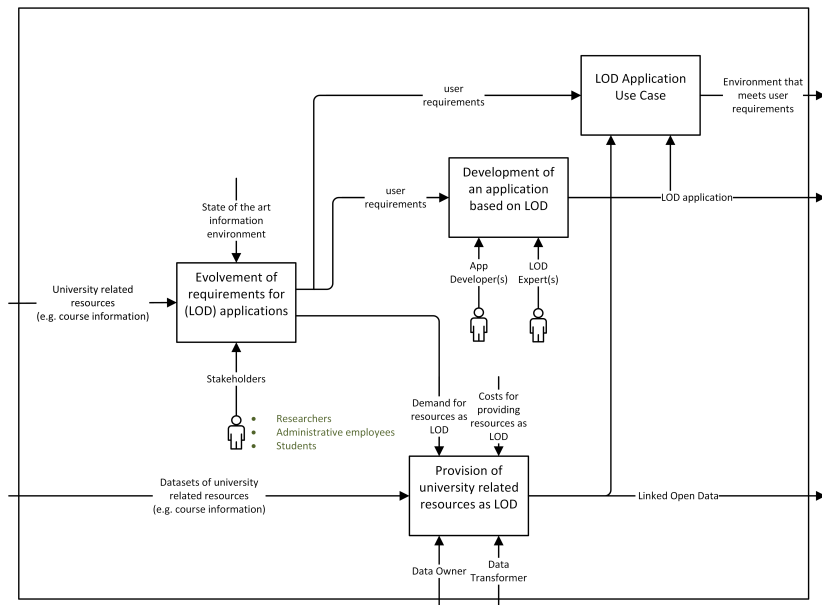 LOD Application
Use Case
Environment that
meets user
requirements
user
requirements
Development of
an application
based on LOD
user
requirements
LOD application
State of the art
information
environment
App
Developer(s)
LOD
Expert(s)
Evolvement of
requirements for
(LOD) applications
University related
resources
(e.g. course information)
Stakeholders
• Researchers
• Administrative employees
• Students
Demand for
resources as
LOD
Costs for
providing
resources as
LOD
Provision of
university related
resources as LOD
Datasets of university
related resources
(e.g. course information)
Linked Open Data
Data Owner
Data
Transformer